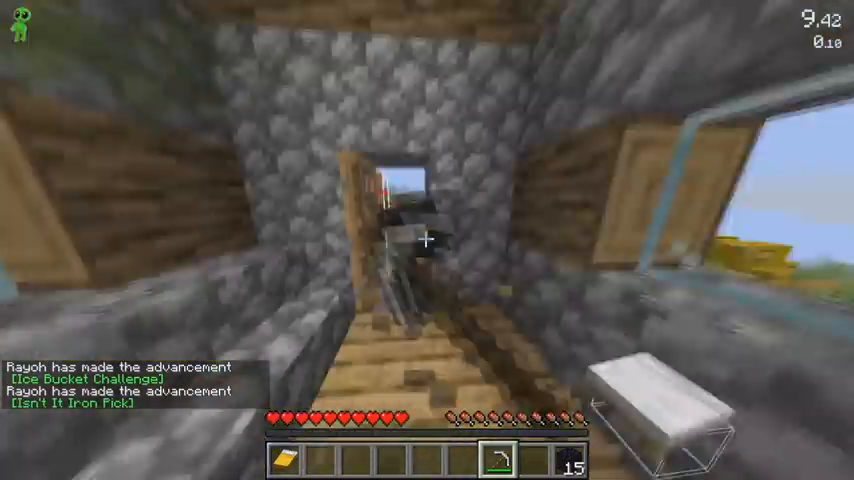 9.42
0.10
Rayoh has made the advancement
[Ice Bucket Challenge]
Rayoh has made the advancement
[Isn't It Iron Pick]
15